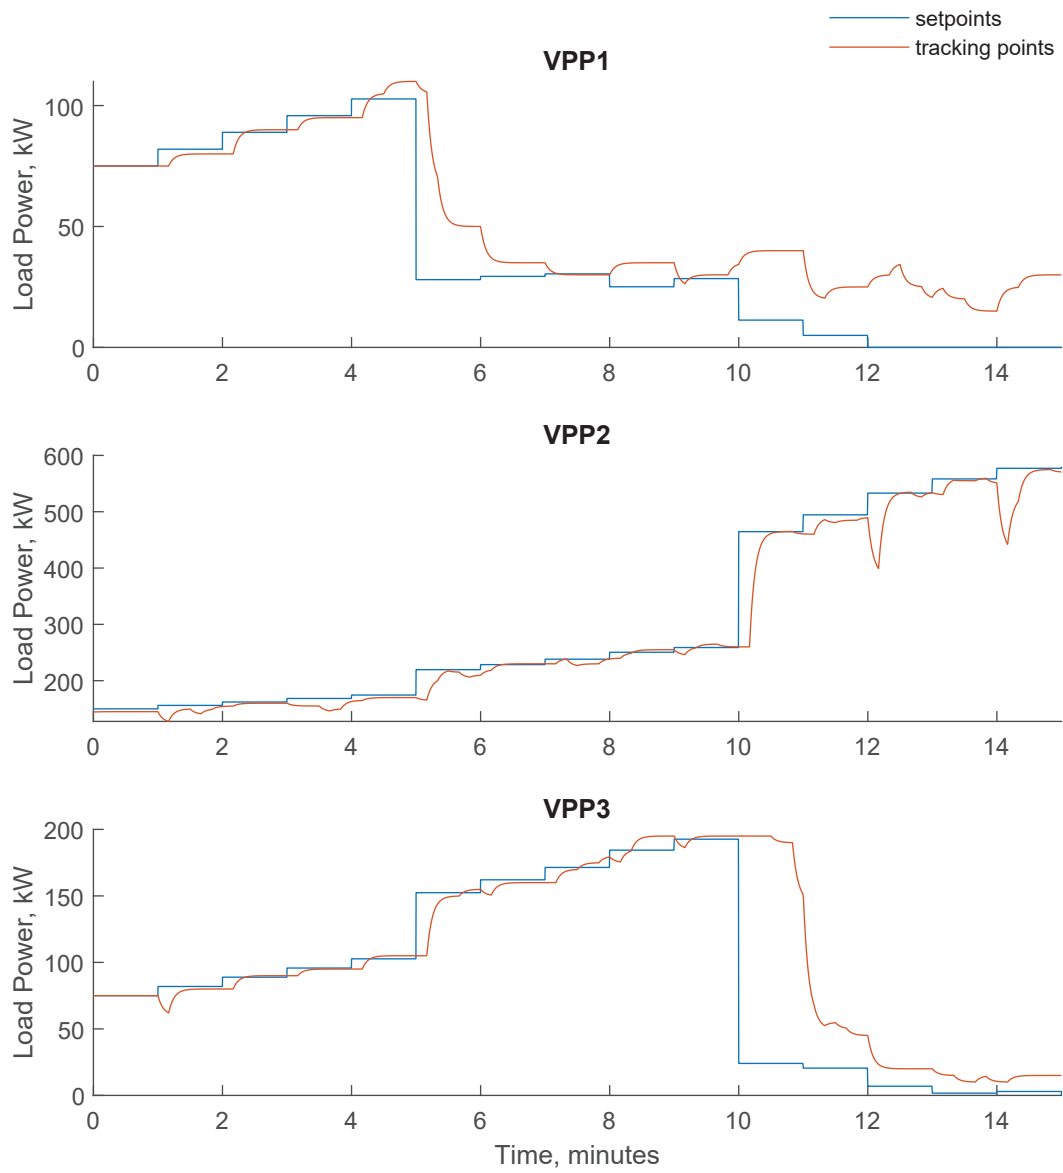 setpoints
tracking points
VPP1
Load Power, kW
100
50
0
0 2 4 6 8 10 12 14
VPP2
Load Power, kW
600
500
400
300
200
0 2 4 6 8 10 12 14
VPP3
Load Power, kW
200
150
100
50
0
0 2 4 6 8 10 12 14
Time, minutes